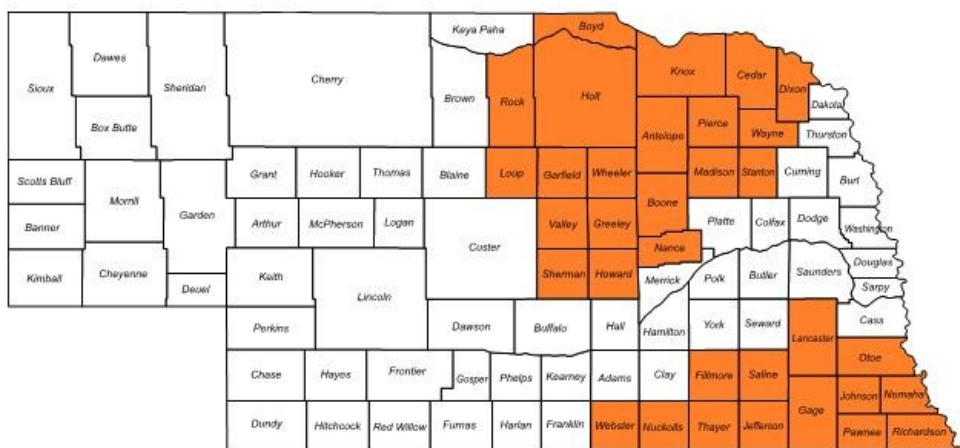 Keya Paha
Boyd
Dawes
Sioux
Sheridan
Cherry
Knox
Cedar
Dixon
Dakota
Brown
Rock
Holt
Box Butte
Antelope
Pierce
Wayne
Thurston
Scotts Bluff
Grant
Hooker
Thomas
Blaine
Loup
Garfield
Wheeler
Madison
Stanton
Cuming
Burt
Morrill
Garden
Banner
Arthur
McPherson
Logan
Custer
Valley
Greeley
Boone
Platte
Colfax
Dodge
Washington
Nance
Kimball
Cheyenne
Deuel
Keith
Lincoln
Sherman
Howard
Merrick
Polk
Butler
Saunders
Douglas
Sarpy
Perkins
Dawson
Buffalo
Hall
Hamilton
York
Seward
Lancaster
Cass
Otoe
Chase
Hayes
Frontier
Gosper
Phelps
Kearney
Adams
Clay
Fillmore
Saline
Gage
Johnson
Nemaha
Dundy
Hitchcock
Red Willow
Furnas
Harlan
Franklin
Webster
Nuckolls
Thayer
Jefferson
Pawnee
Richardson